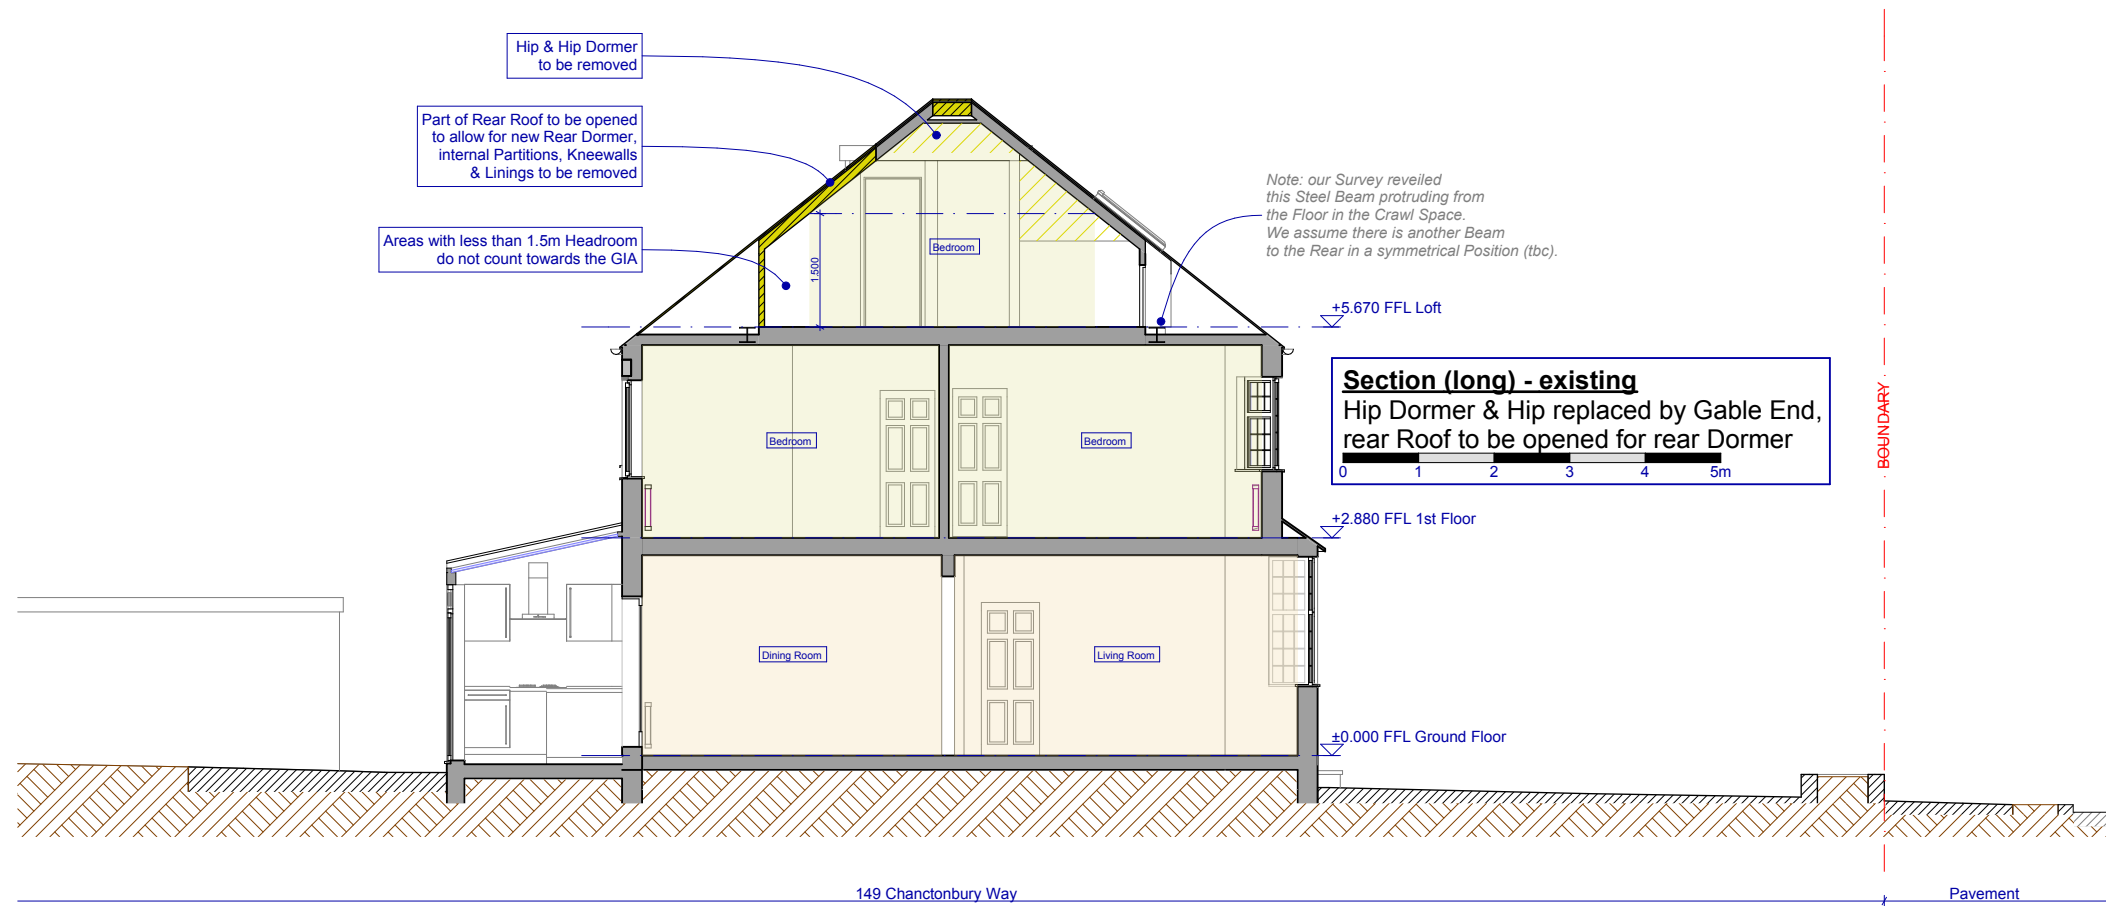 Hip & Hip Dormer
to be removed
Part of Rear Roof to be opened
to allow for new Rear Dormer,
internal Partitions, Kneewalls
& Linings to be removed
Areas with less than 1.5m Headroom
do not count towards the GIA
Note: our Survey reveiled
this Steel Beam protruding from
the Floor in the Crawl Space.
We assume there is another Beam
to the Rear in a symmetrical Position (tbc).
Bedroom
1.500
+5.670 FFL Loft
Section (long) - existing
Hip Dormer & Hip replaced by Gable End,
rear Roof to be opened for rear Dormer
0 1 2 3 4 5m
BOUNDARY
Bedroom
Bedroom
+2.880 FFL 1st Floor
Dining Room
Living Room
±0.000 FFL Ground Floor
149 Chanctonbury Way
Pavement